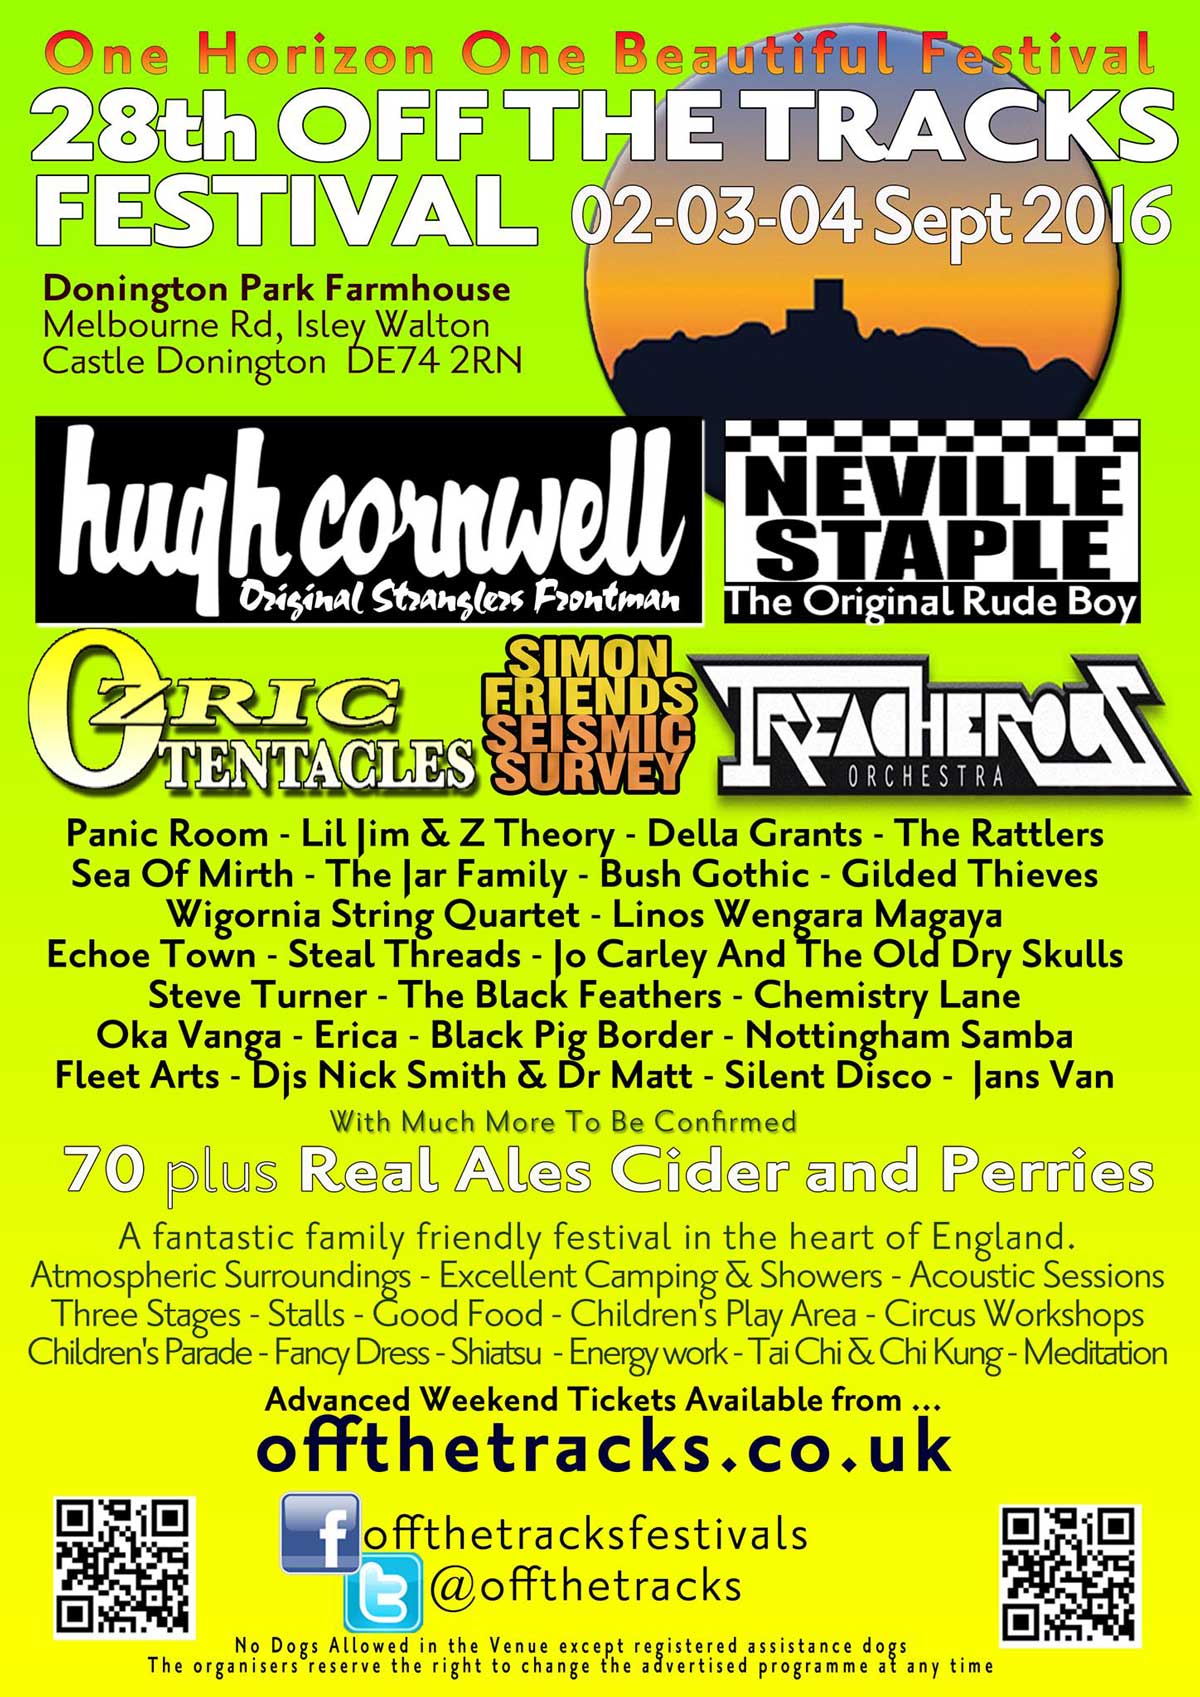 One Horizon One Beautiful Festival
28th OFF THE TRACKS
FESTIVAL 02-03-04 Sept 2016
Donington Park Farmhouse
Melbourne Rd, Isley Walton
Castle Donington DE74 2RN
hugh cornwell
Original Stranglers Frontman
NEVILLE
STAPLE
The Original Rude Boy
OZRIC
TENTACLES
SIMON
FRIENDS
SEISMIC
SURVEY
TREACHEROUS
ORCHESTRA
Panic Room - Lil Jim & Z Theory - Della Grants - The Rattlers
Sea Of Mirth - The Jar Family - Bush Gothic - Gilded Thieves
Wigornia String Quartet - Linos Wengara Magaya
Echoe Town - Steal Threads - Jo Carley And The Old Dry Skulls
Steve Turner - The Black Feathers - Chemistry Lane
Oka Vanga - Erica - Black Pig Border - Nottingham Samba
Fleet Arts - Djs Nick Smith & Dr Matt - Silent Disco - Jans Van
With Much More To Be Confirmed
70 plus Real Ales Cider and Perries
A fantastic family friendly festival in the heart of England.
Atmospheric Surroundings - Excellent Camping & Showers - Acoustic Sessions
Three Stages - Stalls - Good Food - Children's Play Area - Circus Workshops
Children's Parade - Fancy Dress - Shiatsu - Energy work - Tai Chi & Chi Kung - Meditation
Advanced Weekend Tickets Available from ...
offthetracks.co.uk
f offthetracksfestivals
t @offthetracks
No Dogs Allowed in the Venue except registered assistance dogs
The organisers reserve the right to change the advertised programme at any time